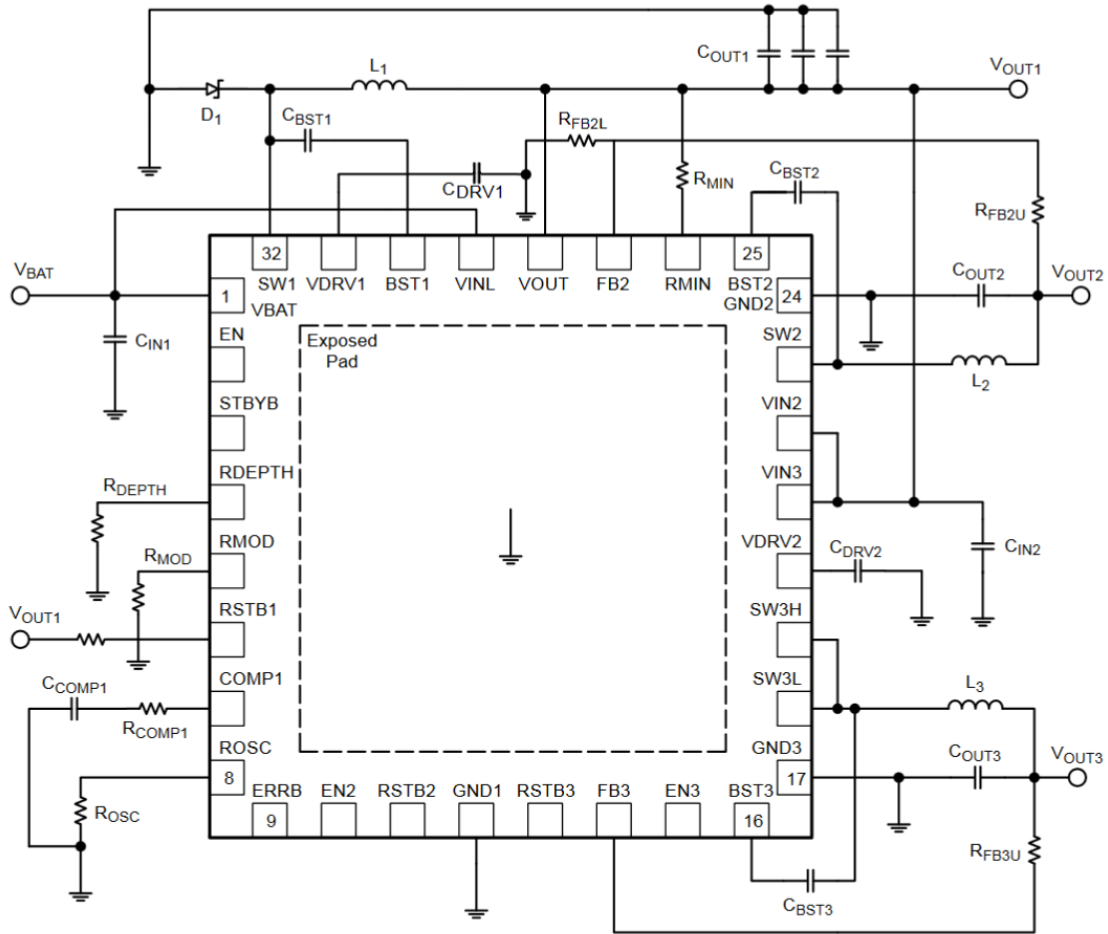 COUT1
L1
VOUT1
D1
CBST1
RFB2L
CBST2
CDRV1
RMIN
RFB2U
32
25
SW1
VDRV1
BST1
VINL
VOUT
FB2
RMIN
BST2
VBAT
COUT2
VOUT2
1
VBAT
GND2
24
CIN1
EN
Exposed
Pad
SW2
L2
STBYB
VIN2
RDEPTH
RDEPTH
VIN3
RMOD
RMOD
VDRV2
CDRV2
CIN2
VOUT1
RSTB1
SW3H
CCOMP1
COMP1
SW3L
L3
RCOMP1
ROSC
GND3
COUT3
VOUT3
8
17
ROSC
ERRB
EN2
RSTB2
GND1
RSTB3
FB3
EN3
BST3
9
16
RFB3U
CBST3